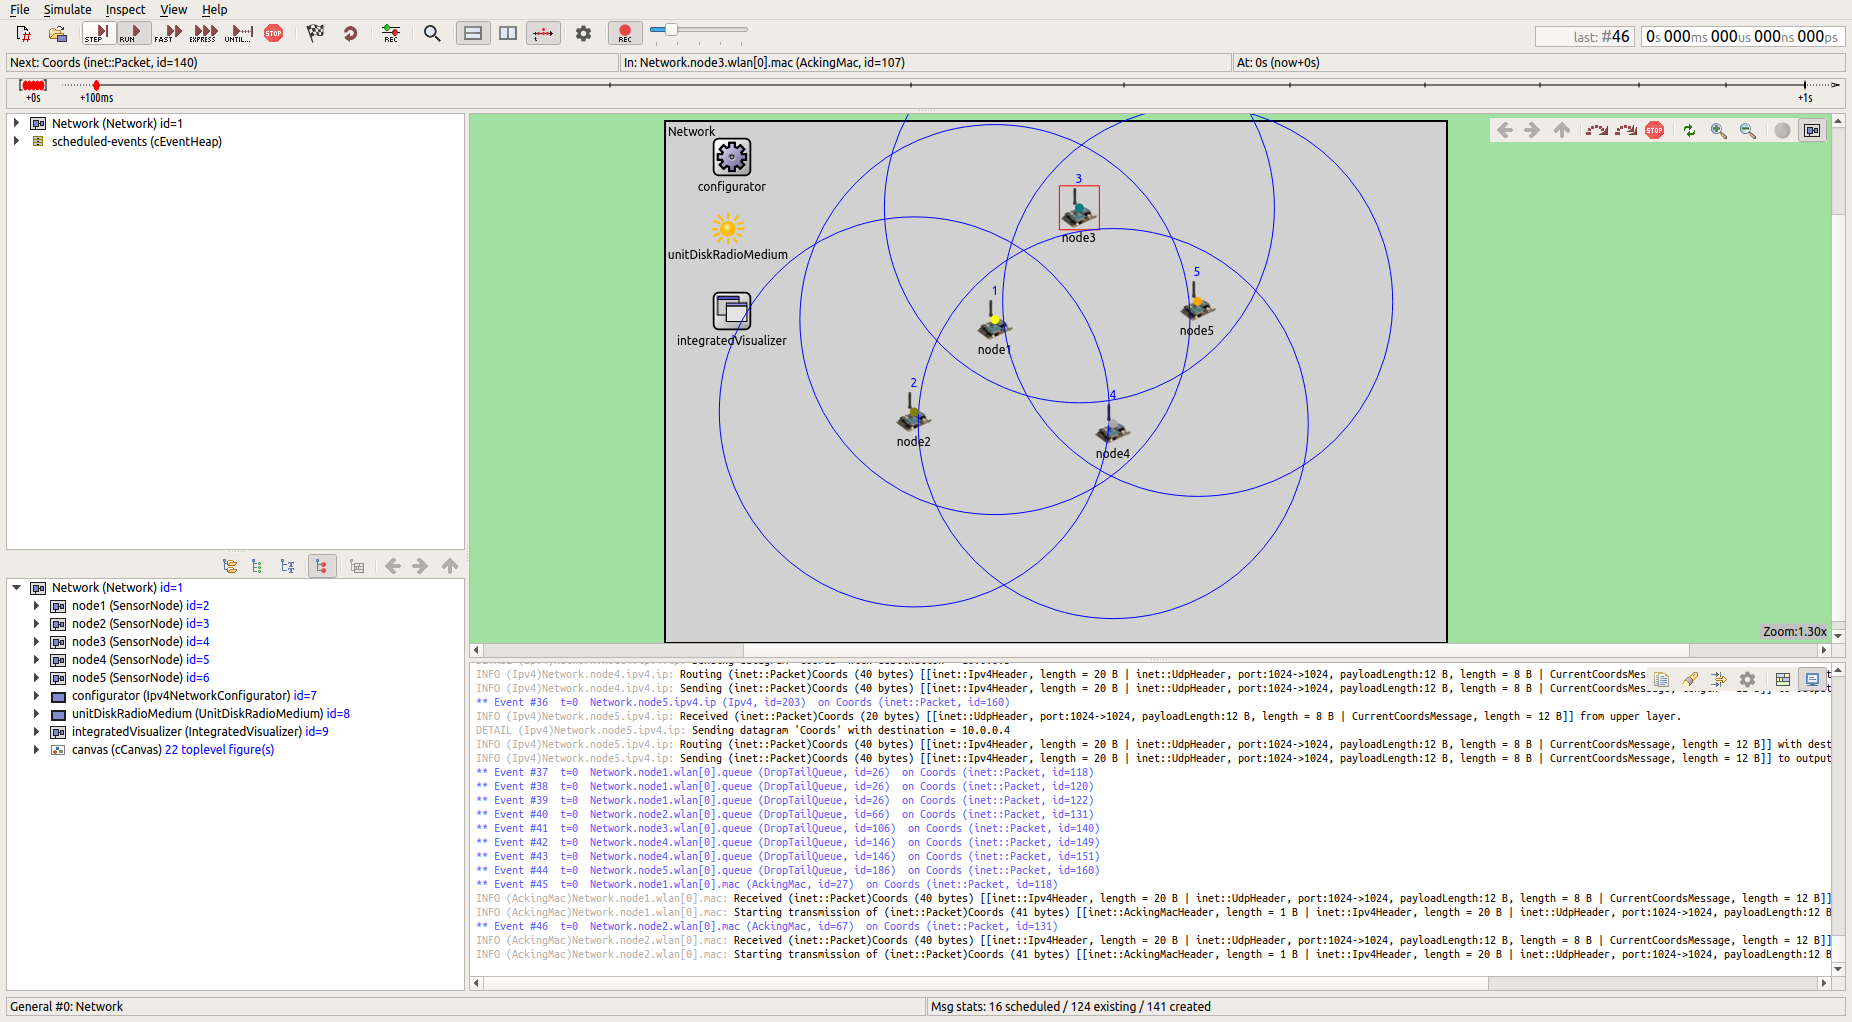 File Simulate Inspect View Help
STEP RUN FAST EXPRESS UNTIL... STOP REC REC
last: #46 0s 000ms 000us 000ns 000ps
Next: Coords (inet::Packet, id=140) In: Network.node3.wlan[0].mac (AckingMac, id=107) At: 0s (now+0s)
+0s +100ms +1s
Network (Network) id=1
scheduled-events (cEventHeap)
Network (Network) id=1
node1 (SensorNode) id=2
node2 (SensorNode) id=3
node3 (SensorNode) id=4
node4 (SensorNode) id=5
node5 (SensorNode) id=6
configurator (Ipv4NetworkConfigurator) id=7
unitDiskRadioMedium (UnitDiskRadioMedium) id=8
integratedVisualizer (IntegratedVisualizer) id=9
canvas (cCanvas) 22 toplevel figure(s)
Network
STOP
configurator
unitDiskRadioMedium
integratedVisualizer
3
node3
5
node5
1
node1
2
node2
4
node4
Zoom:1.30x
INFO (Ipv4)Network.node4.ipv4.ip: Routing (inet::Packet)Coords (40 bytes) [[inet::Ipv4Header, length = 20 B | inet::UdpHeader, port:1024->1024, payloadLength:12 B, length = 8 B | CurrentCoordsMess
INFO (Ipv4)Network.node4.ipv4.ip: Sending (inet::Packet)Coords (40 bytes) [[inet::Ipv4Header, length = 20 B | inet::UdpHeader, port:1024->1024, payloadLength:12 B, length = 8 B | CurrentCoordsMessage, length = 12 B]] to output
** Event #36 t=0 Network.node5.ipv4.ip (Ipv4, id=203) on Coords (inet::Packet, id=160)
INFO (Ipv4)Network.node5.ipv4.ip: Received (inet::Packet)Coords (20 bytes) [[inet::UdpHeader, port:1024->1024, payloadLength:12 B, length = 8 B | CurrentCoordsMessage, length = 12 B]] from upper layer.
DETAIL (Ipv4)Network.node5.ipv4.ip: Sending datagram 'Coords' with destination = 10.0.0.4
INFO (Ipv4)Network.node5.ipv4.ip: Routing (inet::Packet)Coords (40 bytes) [[inet::Ipv4Header, length = 20 B | inet::UdpHeader, port:1024->1024, payloadLength:12 B, length = 8 B | CurrentCoordsMessage, length = 12 B]] with dest
INFO (Ipv4)Network.node5.ipv4.ip: Sending (inet::Packet)Coords (40 bytes) [[inet::Ipv4Header, length = 20 B | inet::UdpHeader, port:1024->1024, payloadLength:12 B, length = 8 B | CurrentCoordsMessage, length = 12 B]] to output
** Event #37 t=0 Network.node1.wlan[0].queue (DropTailQueue, id=26) on Coords (inet::Packet, id=118)
** Event #38 t=0 Network.node1.wlan[0].queue (DropTailQueue, id=26) on Coords (inet::Packet, id=120)
** Event #39 t=0 Network.node1.wlan[0].queue (DropTailQueue, id=26) on Coords (inet::Packet, id=122)
** Event #40 t=0 Network.node2.wlan[0].queue (DropTailQueue, id=66) on Coords (inet::Packet, id=131)
** Event #41 t=0 Network.node3.wlan[0].queue (DropTailQueue, id=106) on Coords (inet::Packet, id=140)
** Event #42 t=0 Network.node4.wlan[0].queue (DropTailQueue, id=146) on Coords (inet::Packet, id=149)
** Event #43 t=0 Network.node4.wlan[0].queue (DropTailQueue, id=146) on Coords (inet::Packet, id=151)
** Event #44 t=0 Network.node5.wlan[0].queue (DropTailQueue, id=186) on Coords (inet::Packet, id=160)
** Event #45 t=0 Network.node1.wlan[0].mac (AckingMac, id=27) on Coords (inet::Packet, id=118)
INFO (AckingMac)Network.node1.wlan[0].mac: Received (inet::Packet)Coords (40 bytes) [[inet::Ipv4Header, length = 20 B | inet::UdpHeader, port:1024->1024, payloadLength:12 B, length = 8 B | CurrentCoordsMessage, length = 12 B]]
INFO (AckingMac)Network.node1.wlan[0].mac: Starting transmission of (inet::Packet)Coords (41 bytes) [[inet::AckingMacHeader, length = 1 B | inet::Ipv4Header, length = 20 B | inet::UdpHeader, port:1024->1024, payloadLength:12 B
** Event #46 t=0 Network.node2.wlan[0].mac (AckingMac, id=67) on Coords (inet::Packet, id=131)
INFO (AckingMac)Network.node2.wlan[0].mac: Received (inet::Packet)Coords (40 bytes) [[inet::Ipv4Header, length = 20 B | inet::UdpHeader, port:1024->1024, payloadLength:12 B, length = 8 B | CurrentCoordsMessage, length = 12 B]]
INFO (AckingMac)Network.node2.wlan[0].mac: Starting transmission of (inet::Packet)Coords (41 bytes) [[inet::AckingMacHeader, length = 1 B | inet::Ipv4Header, length = 20 B | inet::UdpHeader, port:1024->1024, payloadLength:12 B
General #0: Network Msg stats: 16 scheduled / 124 existing / 141 created